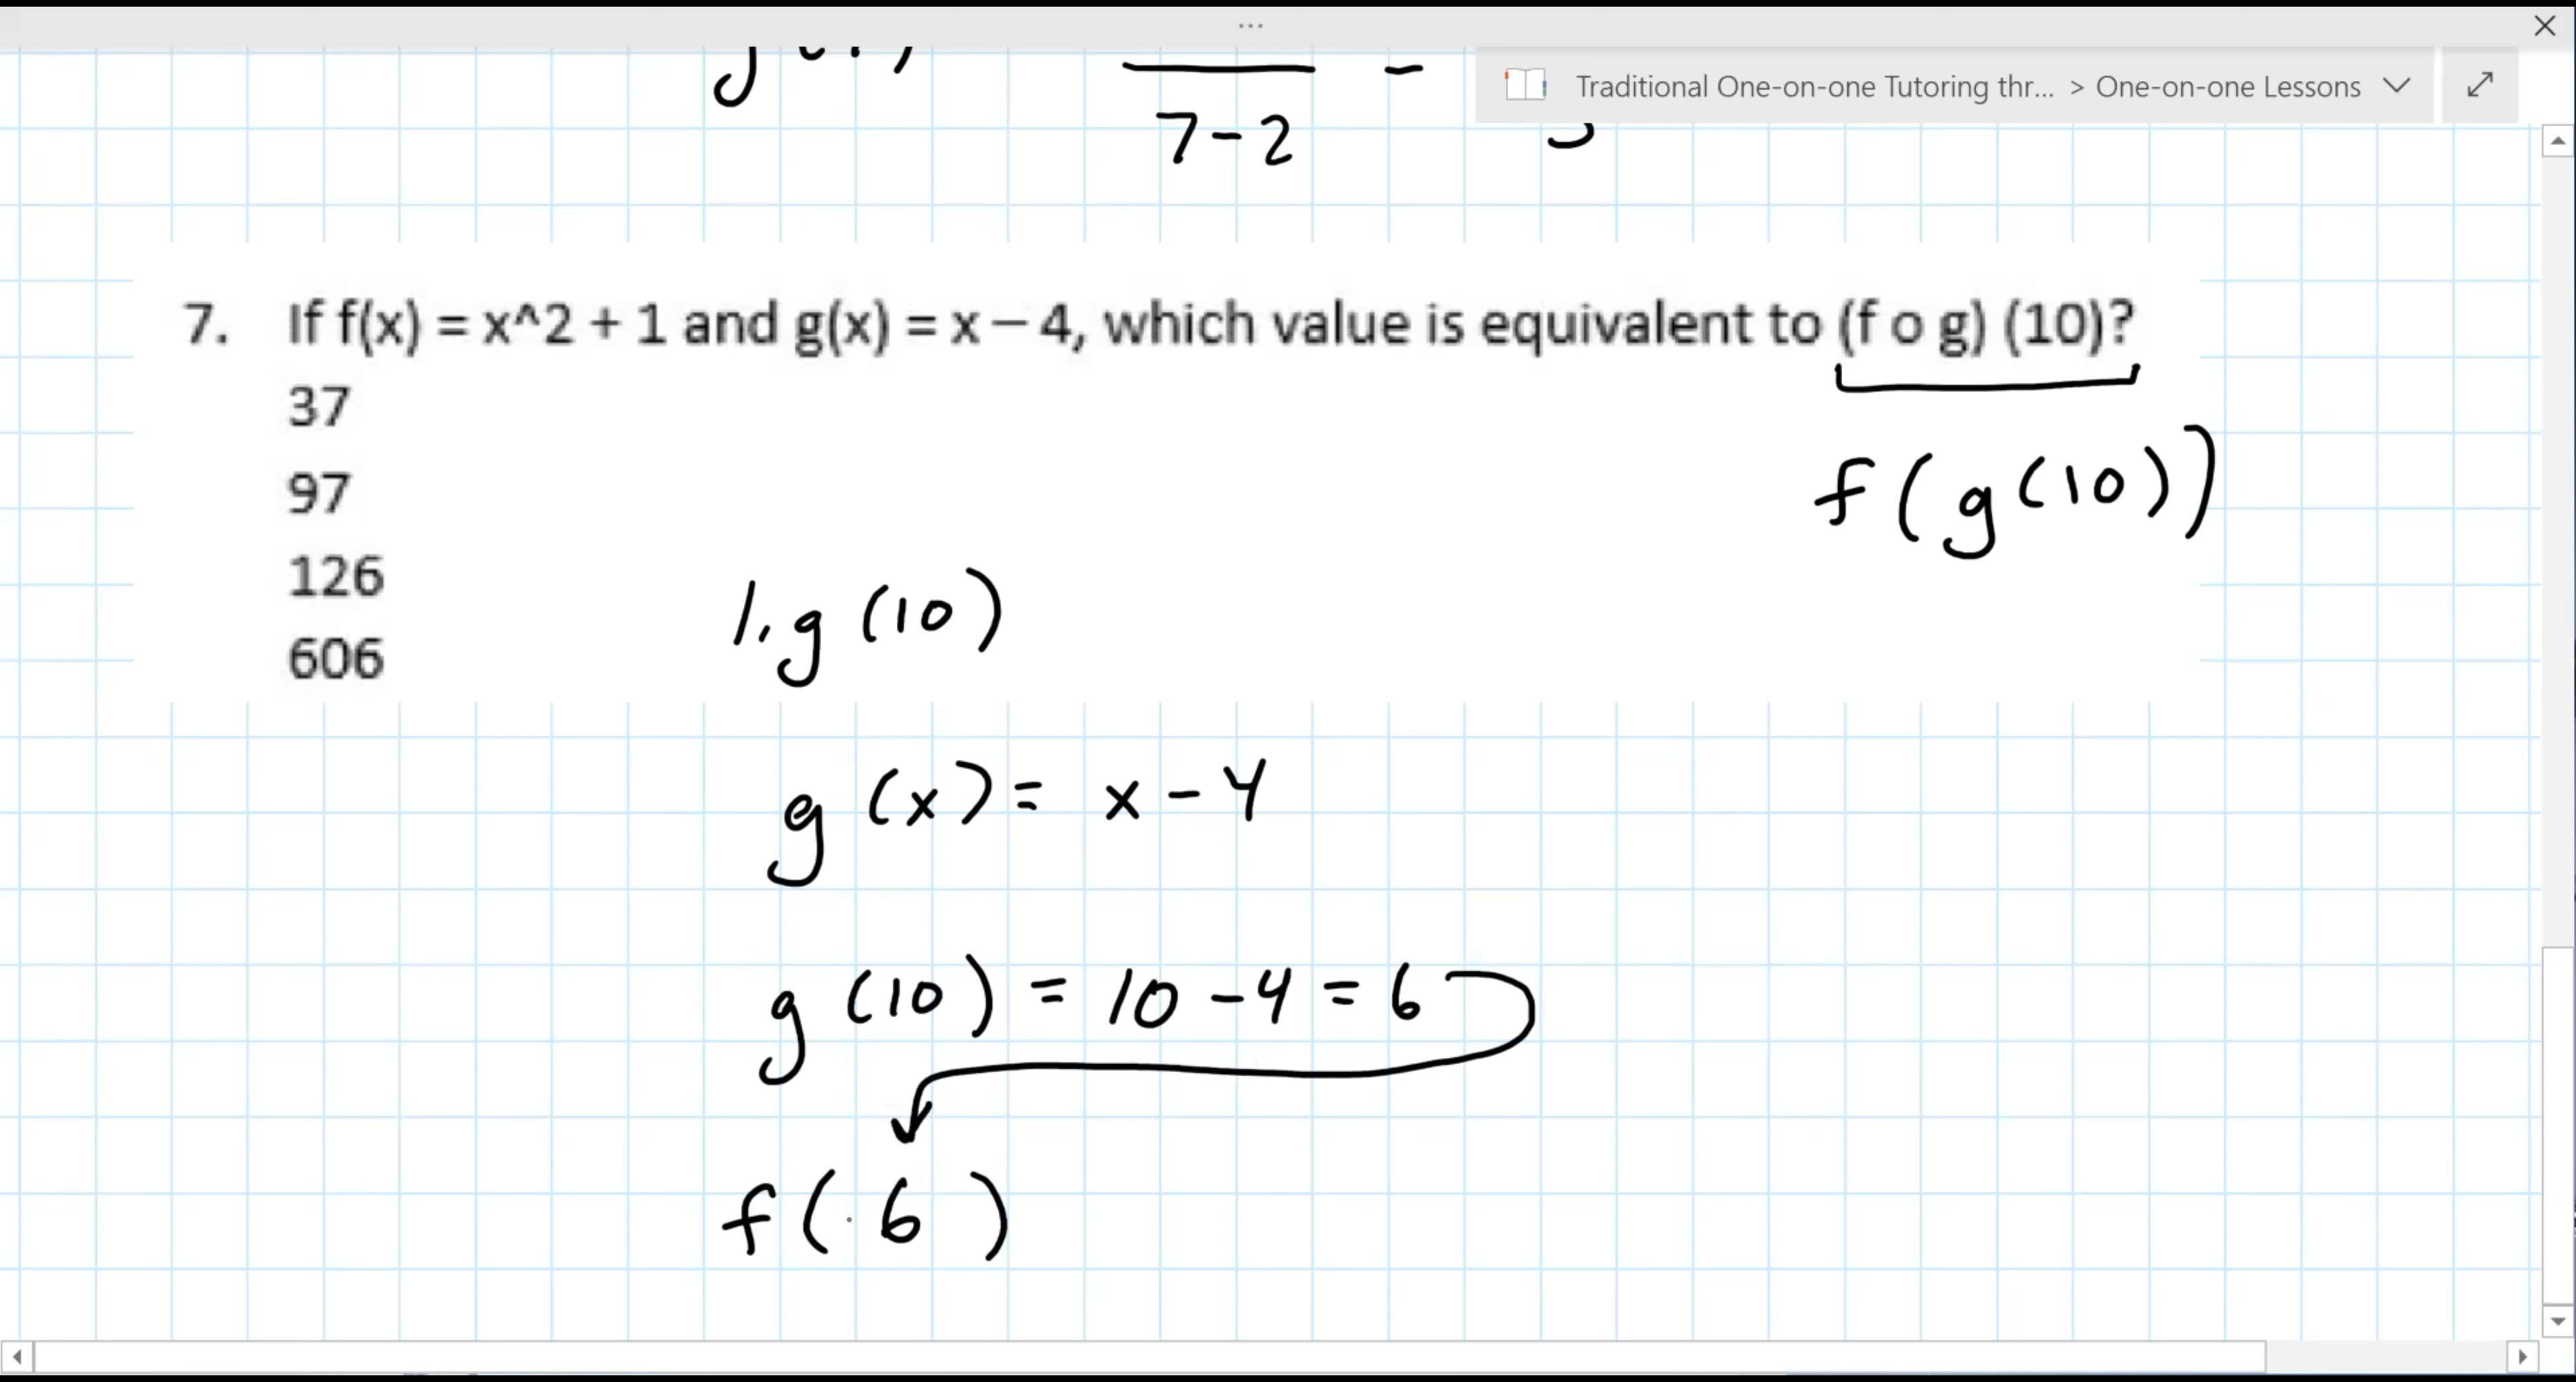 ...
Traditional One-on-one Tutoring thr... > One-on-one Lessons
7-2
7. If f(x) = x^2 + 1 and g(x) = x – 4, which value is equivalent to (f o g) (10)?
37
97
126
606
f(g(10))
1. g(10)
g(x) = x - 4
g(10) = 10 - 4 = 6
f(6)